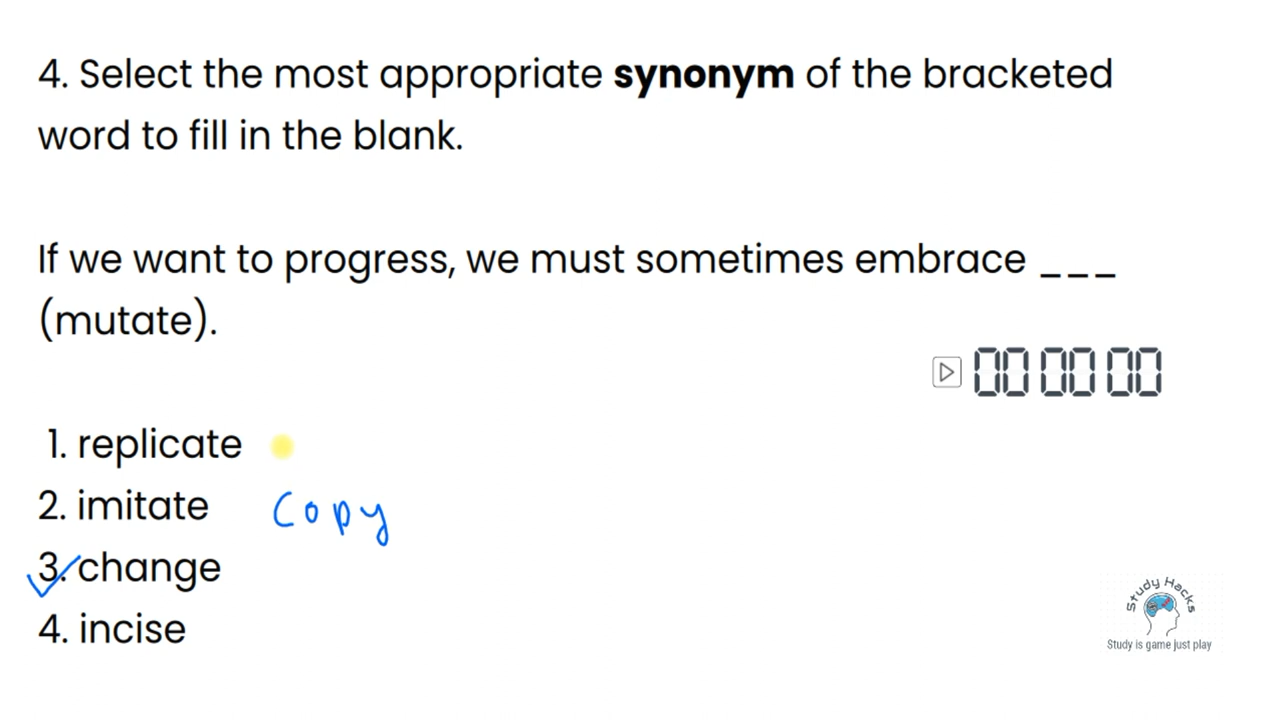 4. Select the most appropriate synonym of the bracketed
word to fill in the blank.
If we want to progress, we must sometimes embrace _ _ _
(mutate).
00 00 00
1. replicate
2. imitate copy
3. change
4. incise
Study Hacks
Study is game just play